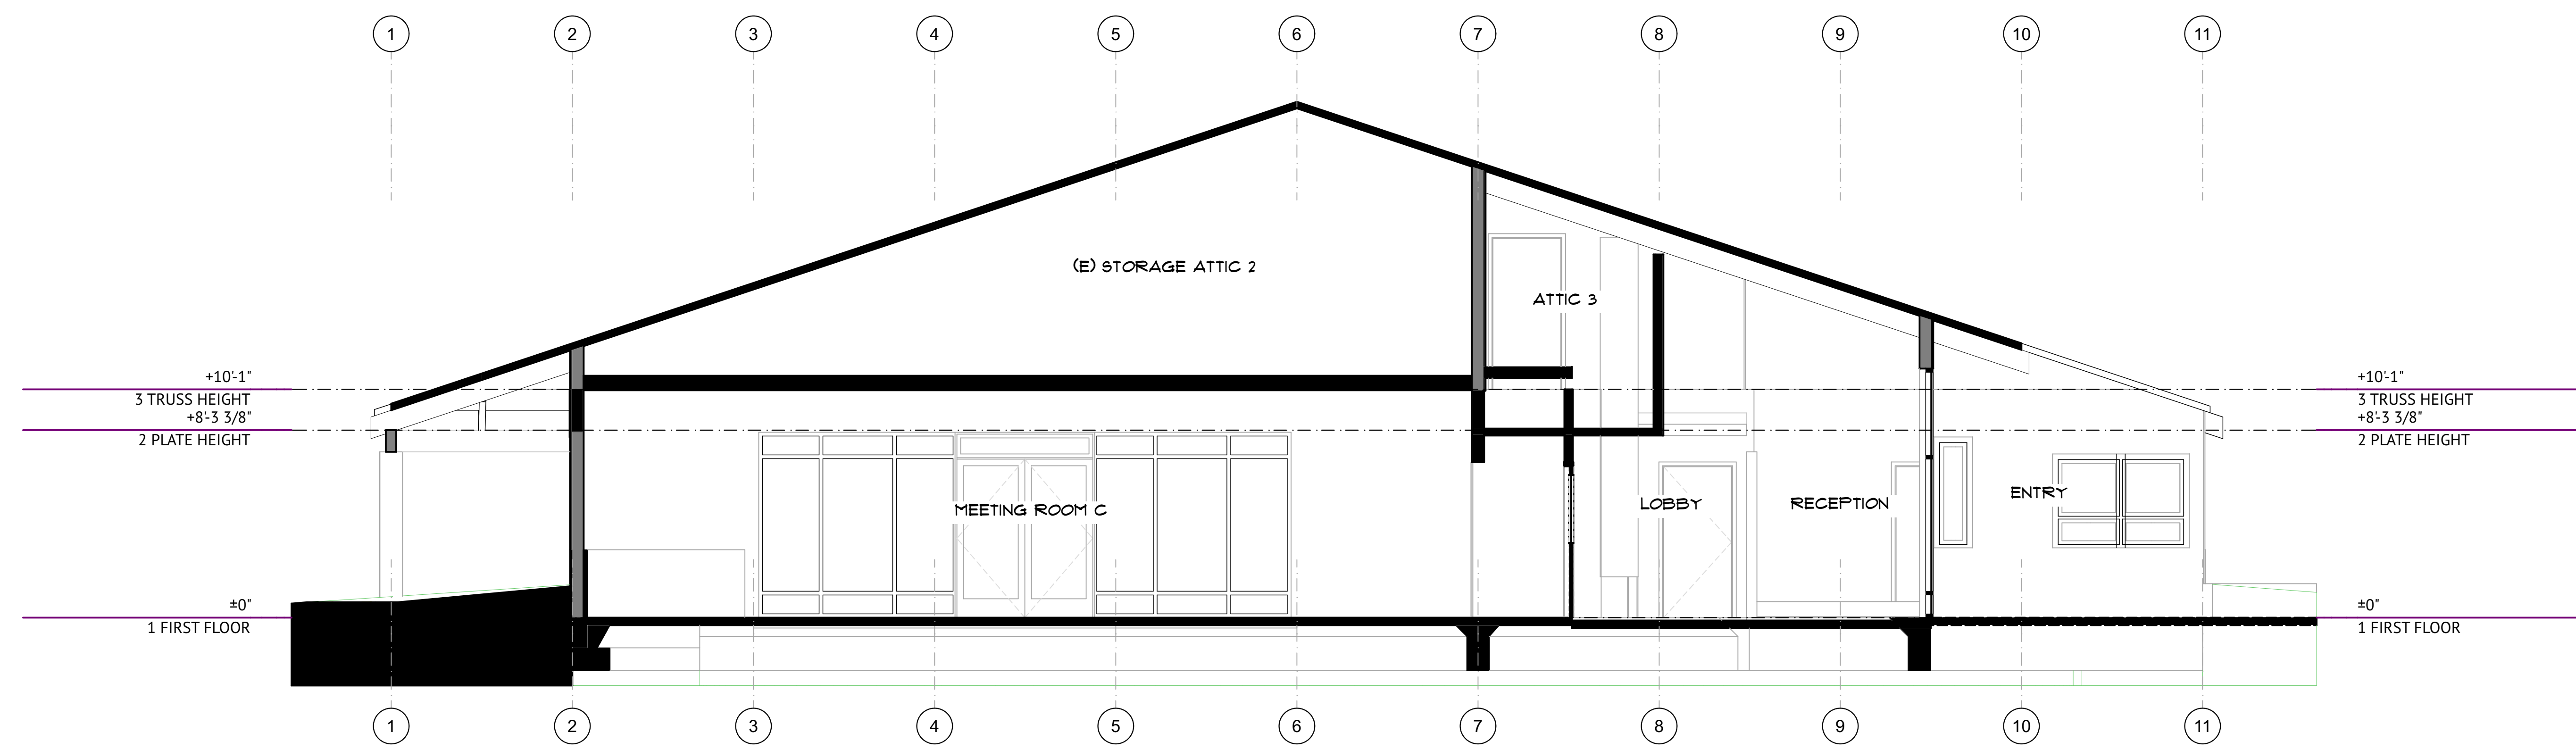 1 2 3 4 5 6 7 8 9 10 11
(E) STORAGE ATTIC 2
ATTIC 3
+10'-1"
3 TRUSS HEIGHT
+8'-3 3/8"
2 PLATE HEIGHT
+10'-1"
3 TRUSS HEIGHT
+8'-3 3/8"
2 PLATE HEIGHT
MEETING ROOM C
LOBBY
RECEPTION
ENTRY
±0"
1 FIRST FLOOR
±0"
1 FIRST FLOOR
1 2 3 4 5 6 7 8 9 10 11